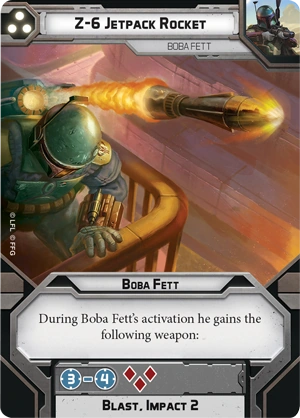 Z-6 Jetpack Rocket
Boba Fett
© LFL © FFG
Boba Fett
During Boba Fett's activation he gains the
following weapon:
3 – 4
Blast, Impact 2